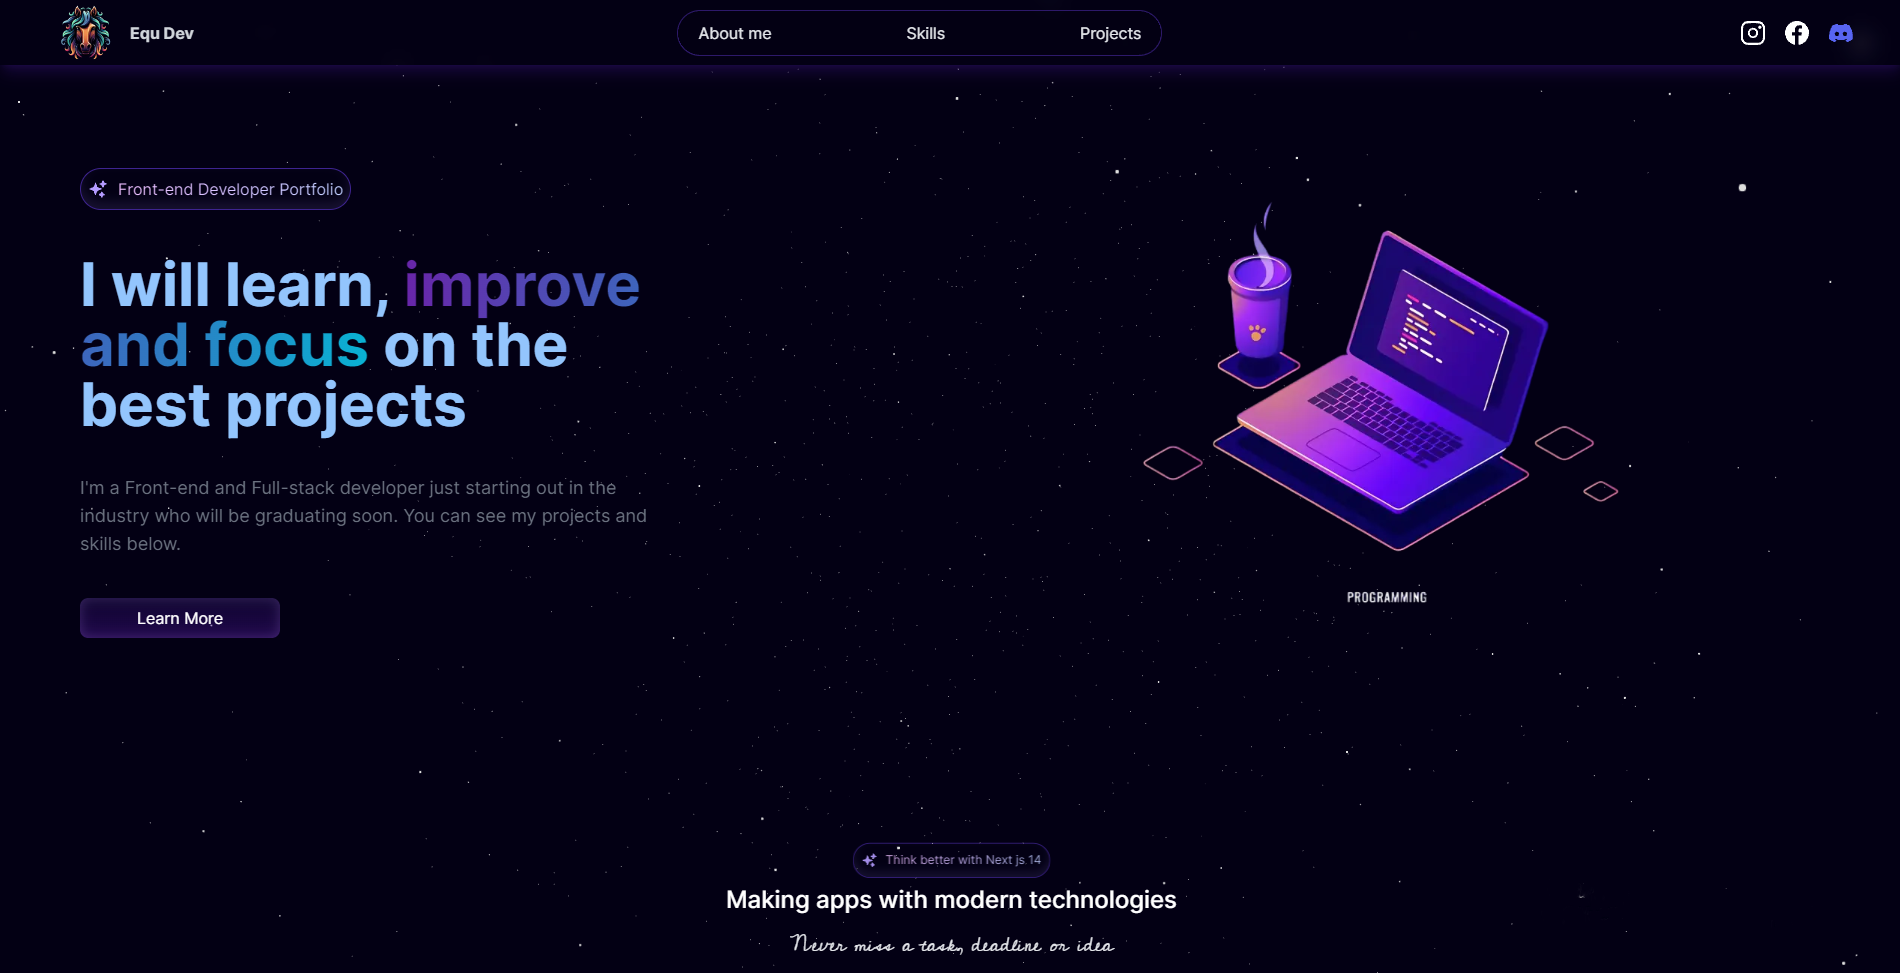 Equ Dev
About me
Skills
Projects
Front-end Developer Portfolio
I will learn, improve
and focus on the
best projects
I'm a Front-end and Full-stack developer just starting out in the
industry who will be graduating soon. You can see my projects and
skills below.
Learn More
PROGRAMMING
Think better with Next js 14
Making apps with modern technologies
Never miss a task, deadline or idea